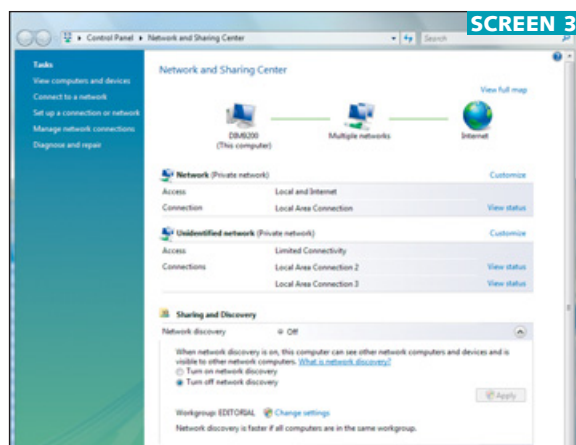 SCREEN 3
Control Panel ▸ Network and Sharing Center
Search
Tasks
View computers and devices
Connect to a network
Set up a connection or network
Manage network connections
Diagnose and repair
Network and Sharing Center
View full map
DIM9200
(This computer)
Multiple networks
Internet
Network (Private network)
Customize
Access Local and Internet
Connection Local Area Connection View status
Unidentified network (Private network)
Customize
Access Limited Connectivity
Connections Local Area Connection 2 View status
Local Area Connection 3 View status
Sharing and Discovery
Network discovery Off
When network discovery is on, this computer can see other network computers and devices and is
visible to other network computers. What is network discovery?
Turn on network discovery
Turn off network discovery
Apply
Workgroup: EDITORIAL Change settings
Network discovery is faster if all computers are in the same workgroup.